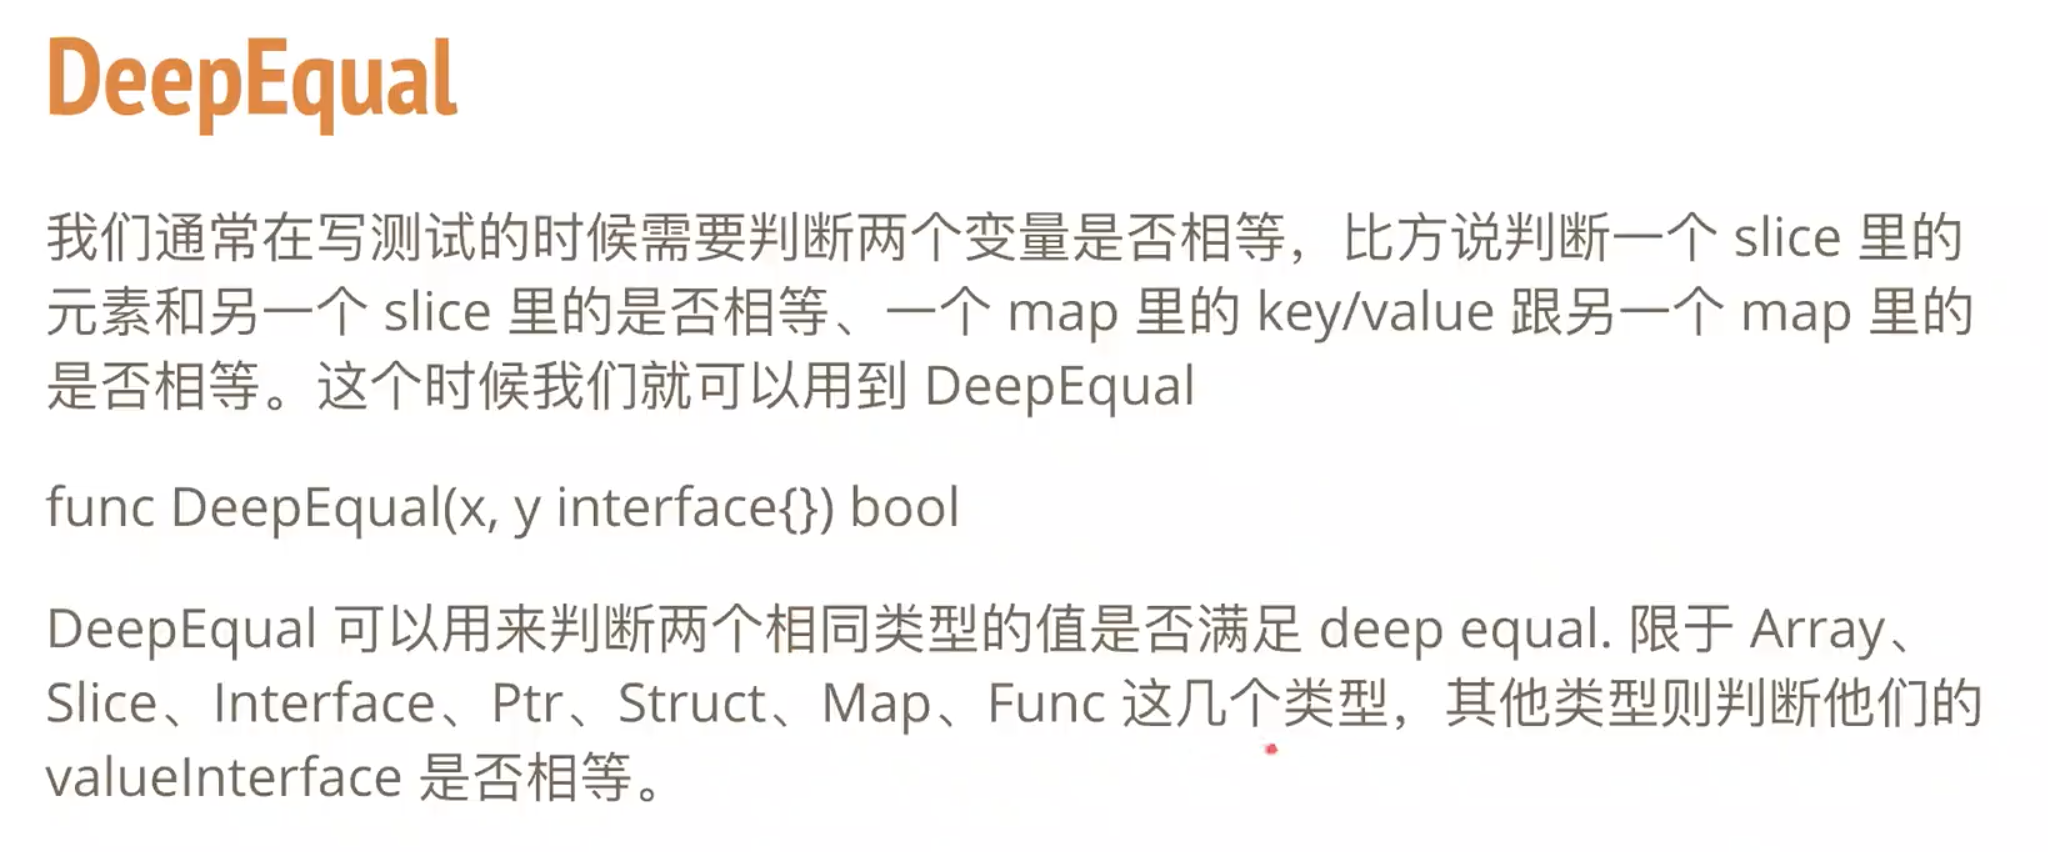 DeepEqual
我们通常在写测试的时候需要判断两个变量是否相等，比方说判断一个 slice 里的
元素和另一个 slice 里的是否相等、一个 map 里的 key/value 跟另一个 map 里的
是否相等。这个时候我们就可以用到 DeepEqual
func DeepEqual(x, y interface{}) bool
DeepEqual 可以用来判断两个相同类型的值是否满足 deep equal. 限于 Array、
Slice、Interface、Ptr、Struct、Map、Func 这几个类型，其他类型则判断他们的
valueInterface 是否相等。